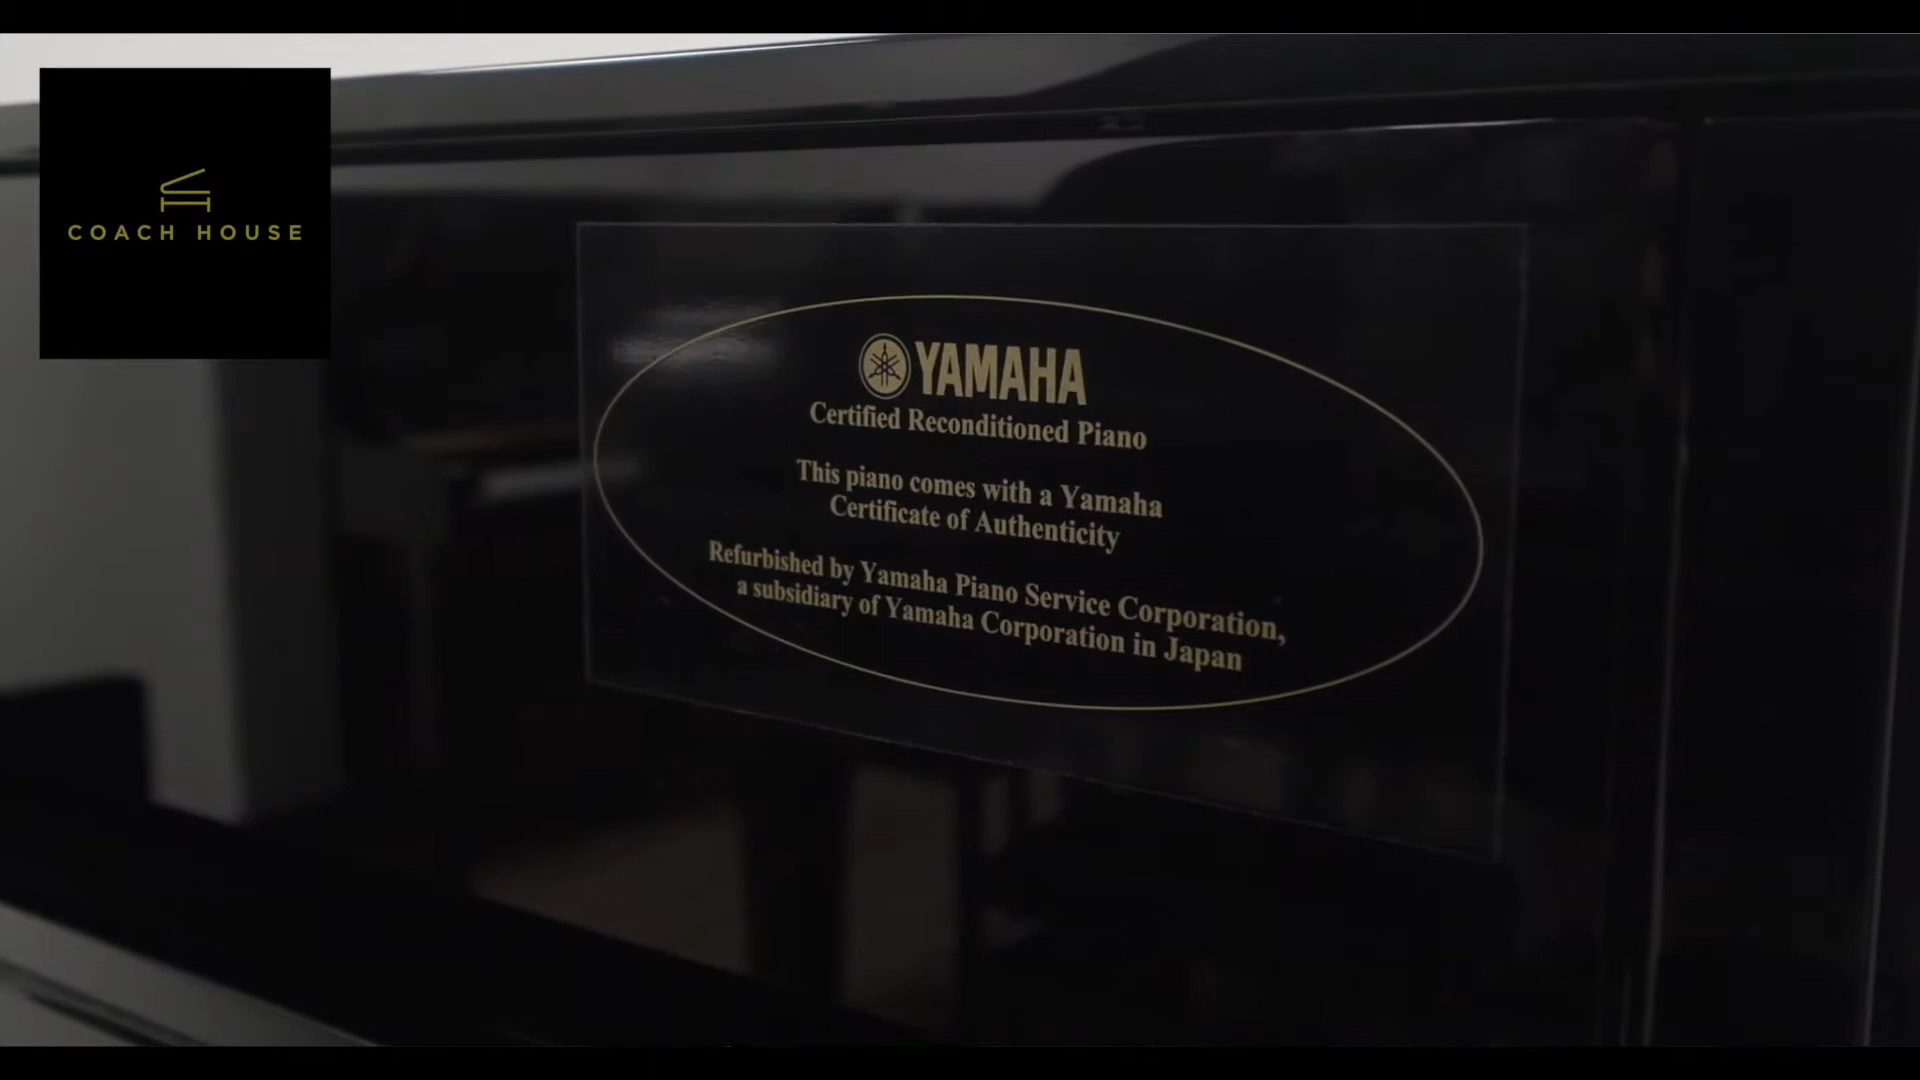 COACH HOUSE
YAMAHA
Certified Reconditioned Piano
This piano comes with a Yamaha
Certificate of Authenticity
Refurbished by Yamaha Piano Service Corporation,
a subsidiary of Yamaha Corporation in Japan